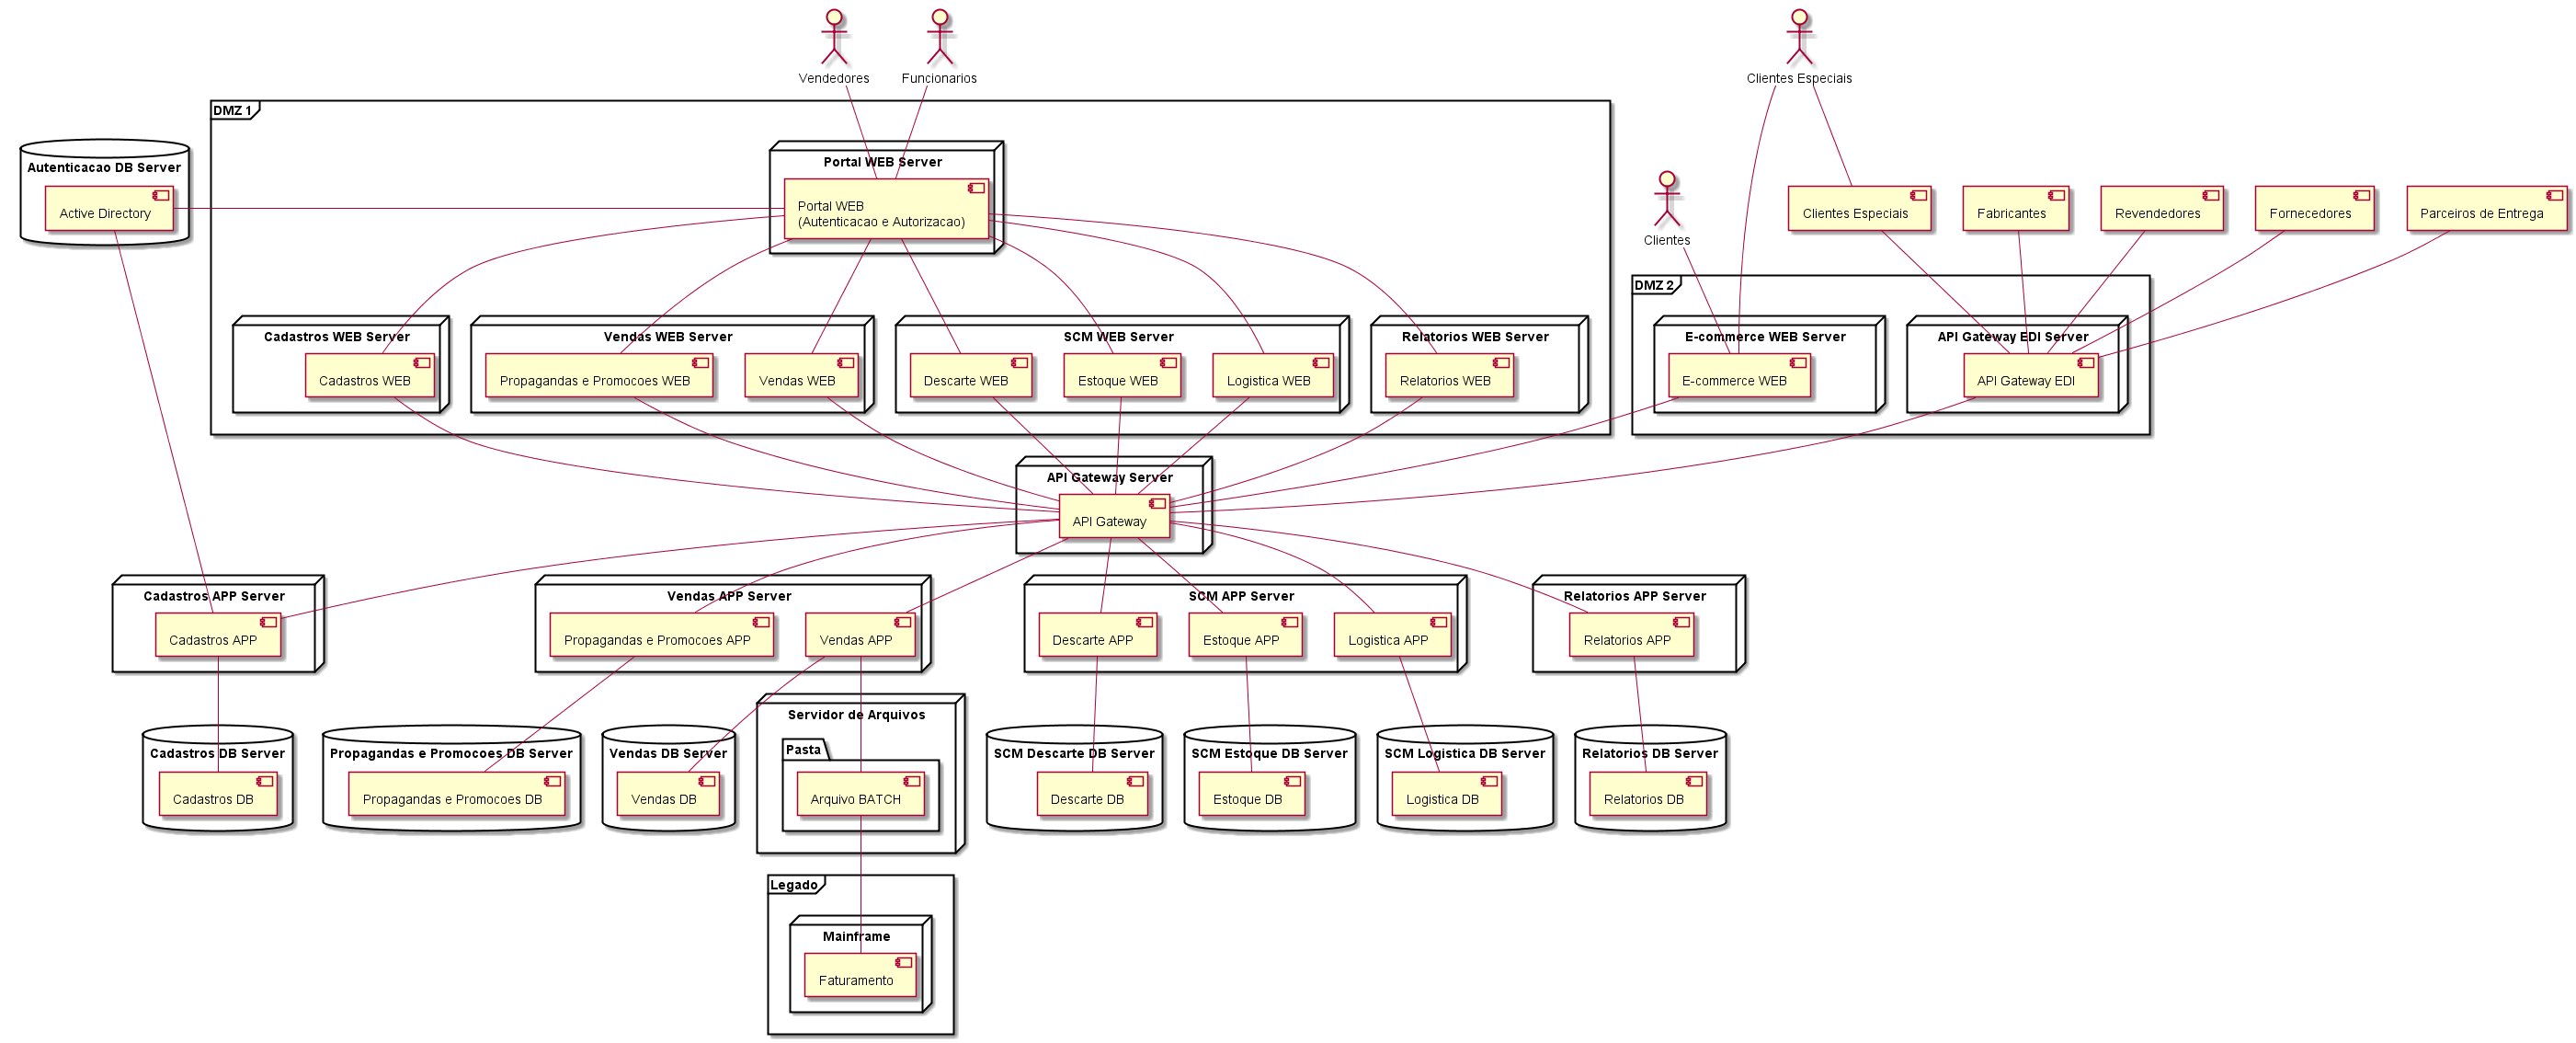 Vendedores
Funcionarios
Clientes Especiais
DMZ 1
Autenticacao DB Server
Active Directory
Portal WEB Server
Portal WEB
(Autenticacao e Autorizacao)
Clientes
Clientes Especiais
Fabricantes
Revendedores
Fornecedores
Parceiros de Entrega
DMZ 2
Cadastros WEB Server
Cadastros WEB
Vendas WEB Server
Propagandas e Promocoes WEB
Vendas WEB
SCM WEB Server
Descarte WEB
Estoque WEB
Logistica WEB
Relatorios WEB Server
Relatorios WEB
E-commerce WEB Server
E-commerce WEB
API Gateway EDI Server
API Gateway EDI
API Gateway Server
API Gateway
Cadastros APP Server
Cadastros APP
Vendas APP Server
Propagandas e Promocoes APP
Vendas APP
SCM APP Server
Descarte APP
Estoque APP
Logistica APP
Relatorios APP Server
Relatorios APP
Cadastros DB Server
Cadastros DB
Propagandas e Promocoes DB Server
Propagandas e Promocoes DB
Vendas DB Server
Vendas DB
Servidor de Arquivos
Pasta
Arquivo BATCH
SCM Descarte DB Server
Descarte DB
SCM Estoque DB Server
Estoque DB
SCM Logistica DB Server
Logistica DB
Relatorios DB Server
Relatorios DB
Legado
Mainframe
Faturamento